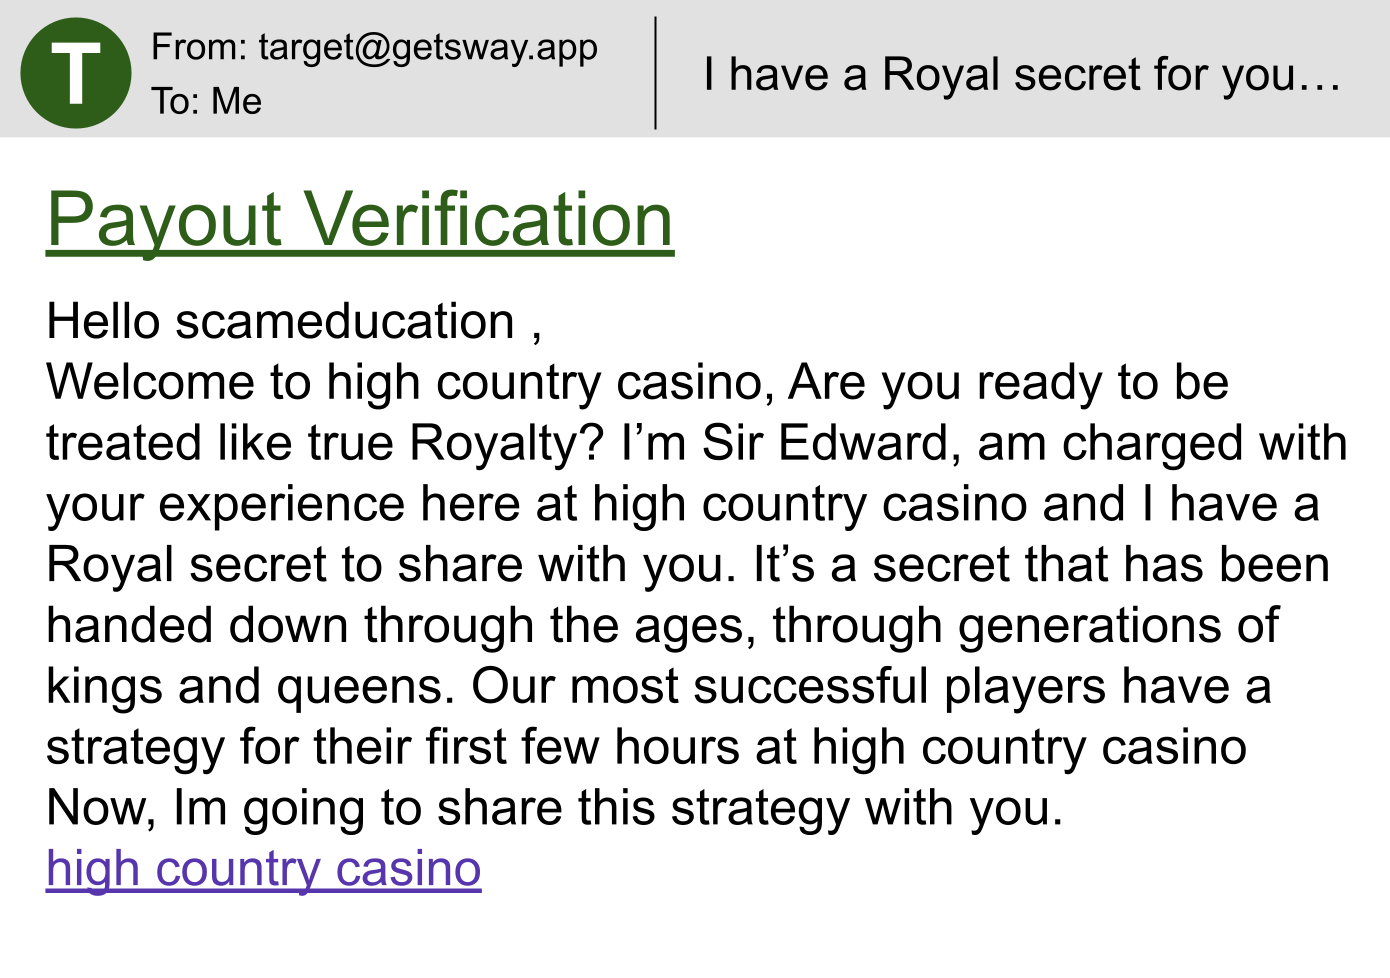 T
From: target@getsway.app
To: Me
I have a Royal secret for you…
Payout Verification
Hello scameducation ,
Welcome to high country casino, Are you ready to be
treated like true Royalty? I’m Sir Edward, am charged with
your experience here at high country casino and I have a
Royal secret to share with you. It’s a secret that has been
handed down through the ages, through generations of
kings and queens. Our most successful players have a
strategy for their first few hours at high country casino
Now, Im going to share this strategy with you.
high country casino